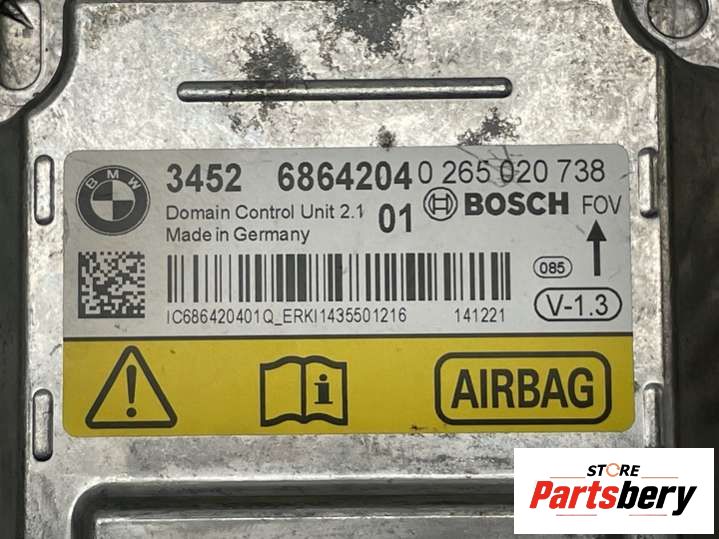 BMW
3452 6864204 0 265 020 738
Domain Control Unit 2.1 01 BOSCH FOV
Made in Germany
085
IC686420401Q_ERKI1435501216 141221
V-1.3
AIRBAG
STORE
Partsbery